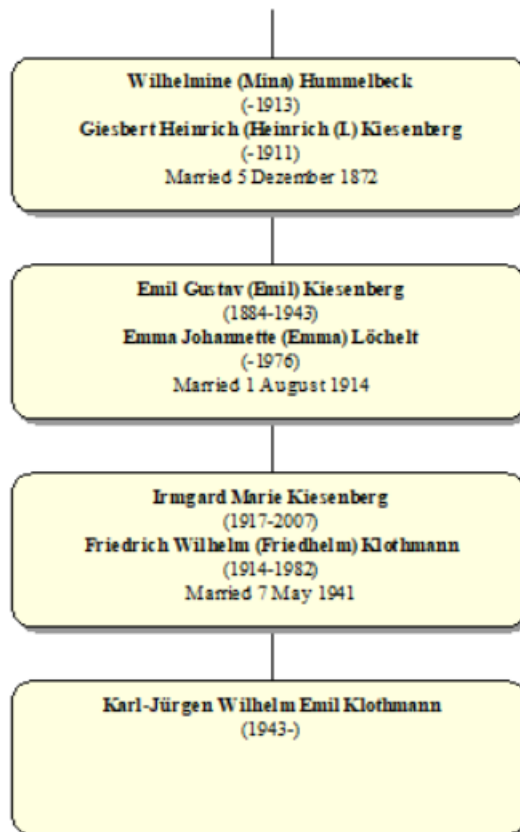 Wilhelmine (Mina) Hummelbeck
(-1913)
Giesbert Heinrich (Heinrich (I.) Kiesenberg
(-1911)
Married 5 Dezember 1872
Emil Gustav (Emil) Kiesenberg
(1884-1943)
Emma Johannette (Emma) Löchelt
(-1976)
Married 1 August 1914
Irmgard Marie Kiesenberg
(1917-2007)
Friedrich Wilhelm (Friedhelm) Klothmann
(1914-1982)
Married 7 May 1941
Karl-Jürgen Wilhelm Emil Klothmann
(1943-)